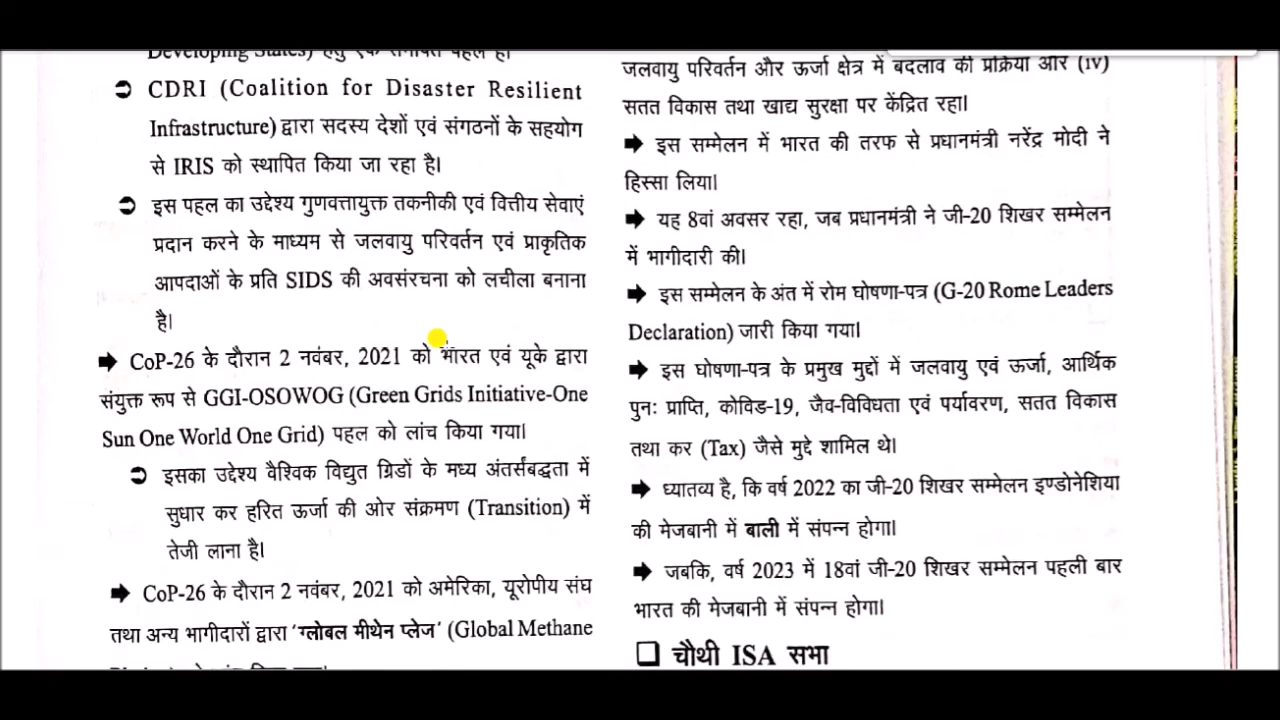 Developing States) हेतु एक समर्पित पहल है।
➲ CDRI (Coalition for Disaster Resilient
Infrastructure) द्वारा सदस्य देशों एवं संगठनों के सहयोग
से IRIS को स्थापित किया जा रहा है।
➲ इस पहल का उद्देश्य गुणवत्तायुक्त तकनीकी एवं वित्तीय सेवाएं
प्रदान करने के माध्यम से जलवायु परिवर्तन एवं प्राकृतिक
आपदाओं के प्रति SIDS की अवसंरचना को लचीला बनाना
है।
➡ CoP-26 के दौरान 2 नवंबर, 2021 को भारत एवं यूके द्वारा
संयुक्त रूप से GGI-OSOWOG (Green Grids Initiative-One
Sun One World One Grid) पहल को लांच किया गया।
➲ इसका उद्देश्य वैश्विक विद्युत ग्रिडों के मध्य अंतर्संबद्धता में
सुधार कर हरित ऊर्जा की ओर संक्रमण (Transition) में
तेजी लाना है।
➡ CoP-26 के दौरान 2 नवंबर, 2021 को अमेरिका, यूरोपीय संघ
तथा अन्य भागीदारों द्वारा 'ग्लोबल मीथेन प्लेज' (Global Methane
जलवायु परिवर्तन और ऊर्जा क्षेत्र में बदलाव की प्रक्रिया और (iv)
सतत विकास तथा खाद्य सुरक्षा पर केंद्रित रहा।
➡ इस सम्मेलन में भारत की तरफ से प्रधानमंत्री नरेंद्र मोदी ने
हिस्सा लिया।
➡ यह 8वां अवसर रहा, जब प्रधानमंत्री ने जी-20 शिखर सम्मेलन
में भागीदारी की।
➡ इस सम्मेलन के अंत में रोम घोषणा-पत्र (G-20 Rome Leaders
Declaration) जारी किया गया।
➡ इस घोषणा-पत्र के प्रमुख मुद्दों में जलवायु एवं ऊर्जा, आर्थिक
पुनः प्राप्ति, कोविड-19, जैव-विविधता एवं पर्यावरण, सतत विकास
तथा कर (Tax) जैसे मुद्दे शामिल थे।
➡ ध्यातव्य है, कि वर्ष 2022 का जी-20 शिखर सम्मेलन इण्डोनेशिया
की मेजबानी में बाली में संपन्न होगा।
➡ जबकि, वर्ष 2023 में 18वां जी-20 शिखर सम्मेलन पहली बार
भारत की मेजबानी में संपन्न होगा।
❑ चौथी ISA सभा